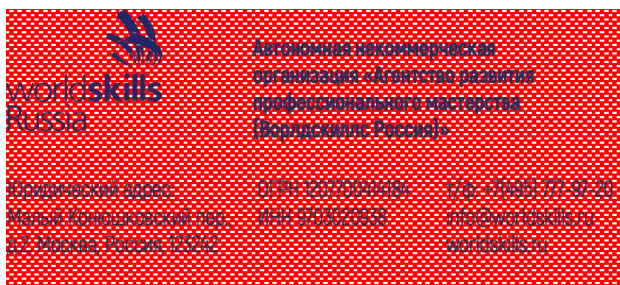 worldskills
Russia
Автономная некоммерческая
организация «Агентство развития
профессионального мастерства
(Ворлдскиллс Россия)»
Юридический адрес:
Малый Конюшковский пер.,
д.2, Москва, Россия, 123242
ОГРН 1207700414184
ИНН 9703020938
т/ф: +7(495) 777-97-20
info@worldskills.ru
worldskills.ru